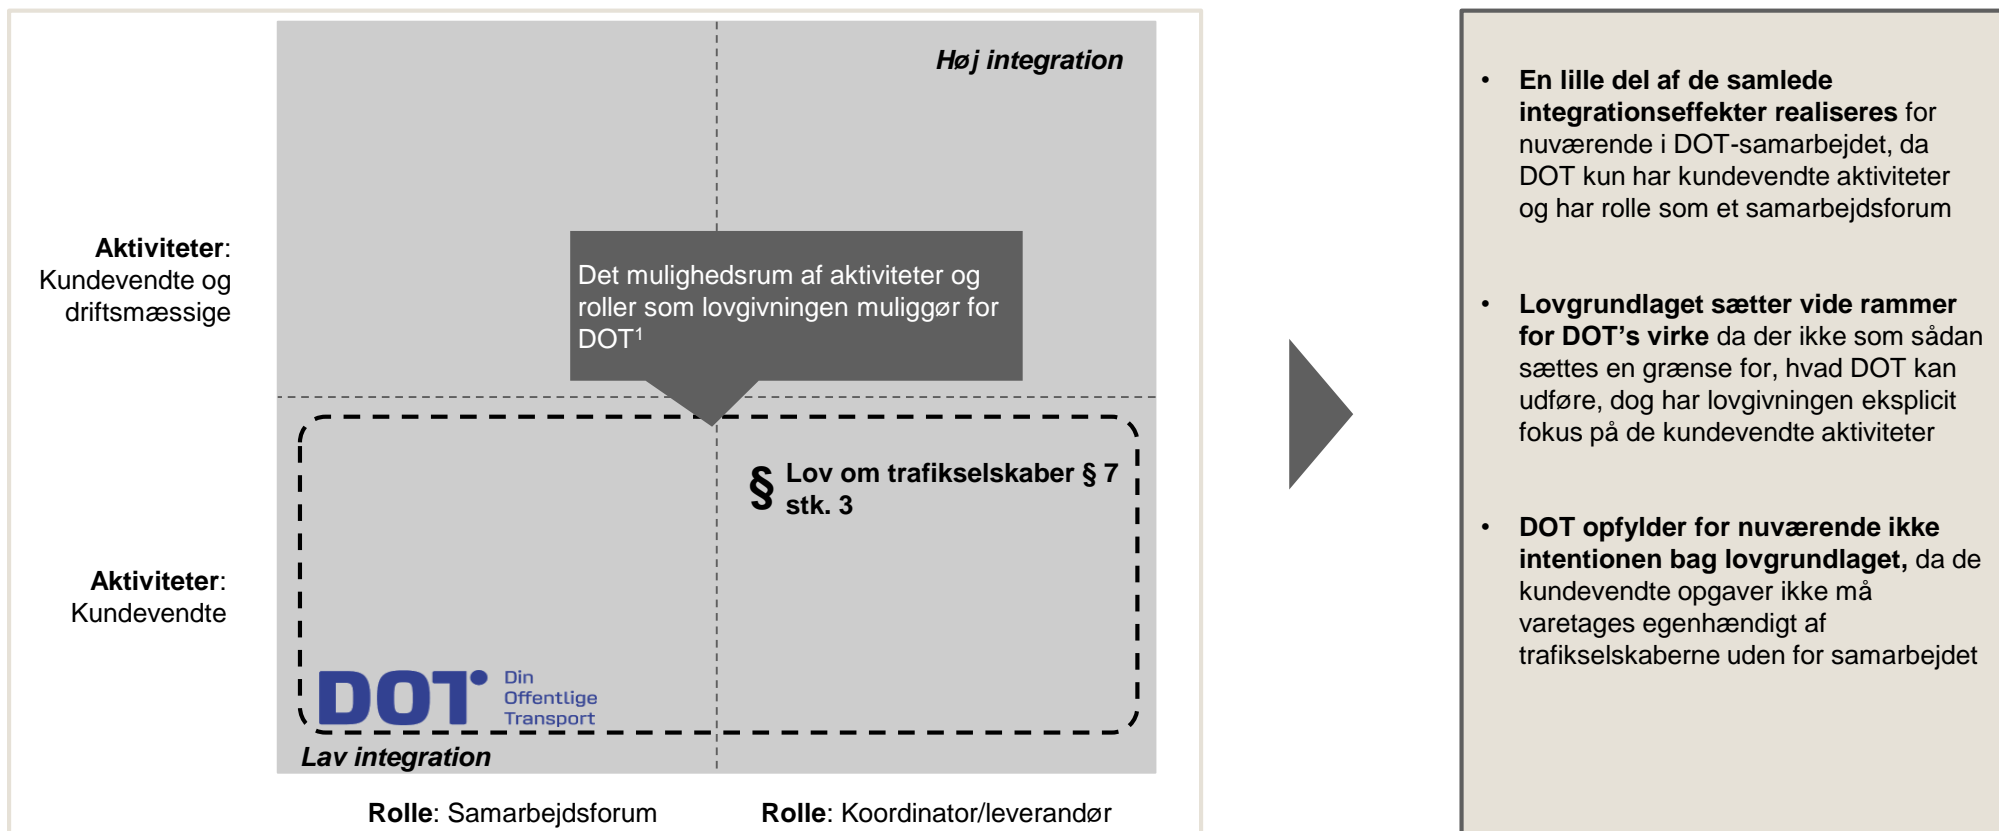 Høj integration
Aktiviteter:
Kundevendte og
driftsmæssige
Det mulighedsrum af aktiviteter og
roller som lovgivningen muliggør for
DOT¹
§ Lov om trafikselskaber § 7
stk. 3
Aktiviteter:
Kundevendte
DOT Din
Offentlige
Transport
Lav integration
Rolle: Samarbejdsforum
Rolle: Koordinator/leverandør
• En lille del af de samlede
integrationseffekter realiseres for
nuværende i DOT-samarbejdet, da
DOT kun har kundevendte aktiviteter
og har rolle som et samarbejdsforum
• Lovgrundlaget sætter vide rammer
for DOT’s virke da der ikke som sådan
sættes en grænse for, hvad DOT kan
udføre, dog har lovgivningen eksplicit
fokus på de kundevendte aktiviteter
• DOT opfylder for nuværende ikke
intentionen bag lovgrundlaget, da de
kundevendte opgaver ikke må
varetages egenhændigt af
trafikselskaberne uden for samarbejdet